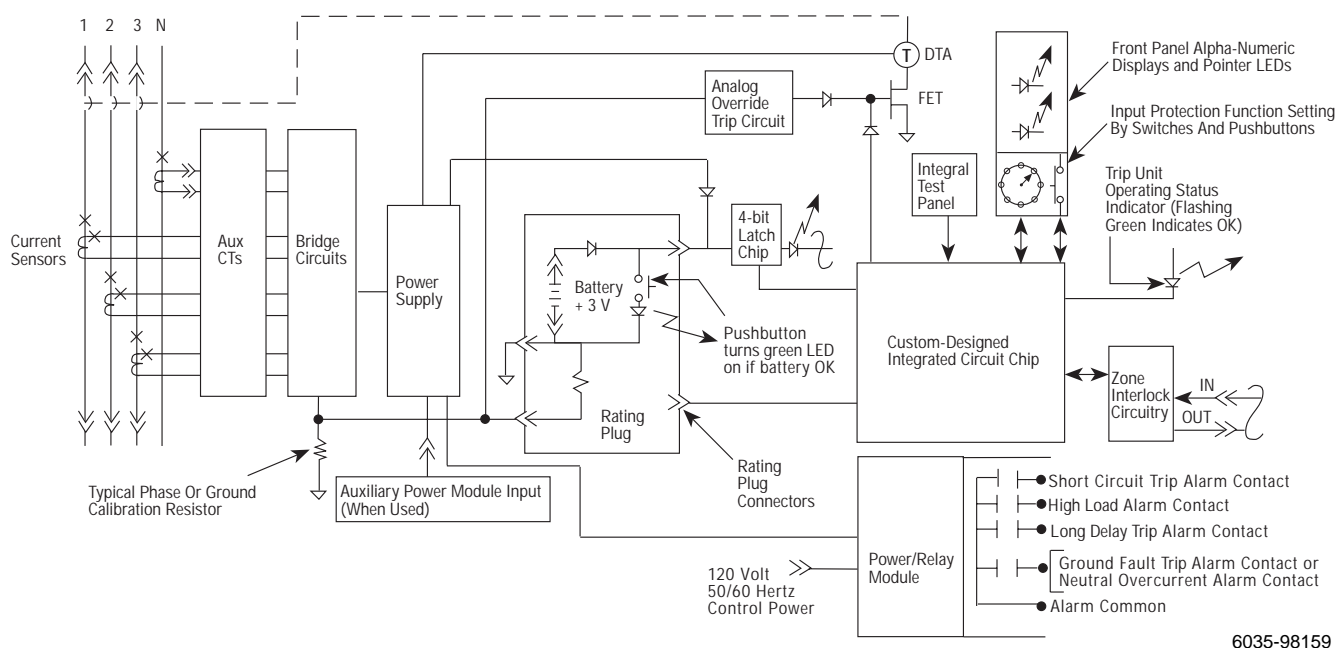 1 2 3 N
T
DTA
FET
Analog
Override
Trip Circuit
Front Panel Alpha-Numeric
Displays and Pointer LEDs
Input Protection Function Setting
By Switches And Pushbuttons
Integral
Test
Panel
Trip Unit
Operating Status
Indicator (Flashing
Green Indicates OK)
Current
Sensors
Aux
CTs
Bridge
Circuits
Power
Supply
Battery
+ 3 V
4-bit
Latch
Chip
Pushbutton
turns green LED
on if battery OK
Rating
Plug
Custom-Designed
Integrated Circuit Chip
Zone
Interlock
Circuitry
IN
OUT
Typical Phase Or Ground
Calibration Resistor
Auxiliary Power Module Input
(When Used)
Rating
Plug
Connectors
120 Volt
50/60 Hertz
Control Power
Power/Relay
Module
Short Circuit Trip Alarm Contact
High Load Alarm Contact
Long Delay Trip Alarm Contact
Ground Fault Trip Alarm Contact or
Neutral Overcurrent Alarm Contact
Alarm Common
6035-98159